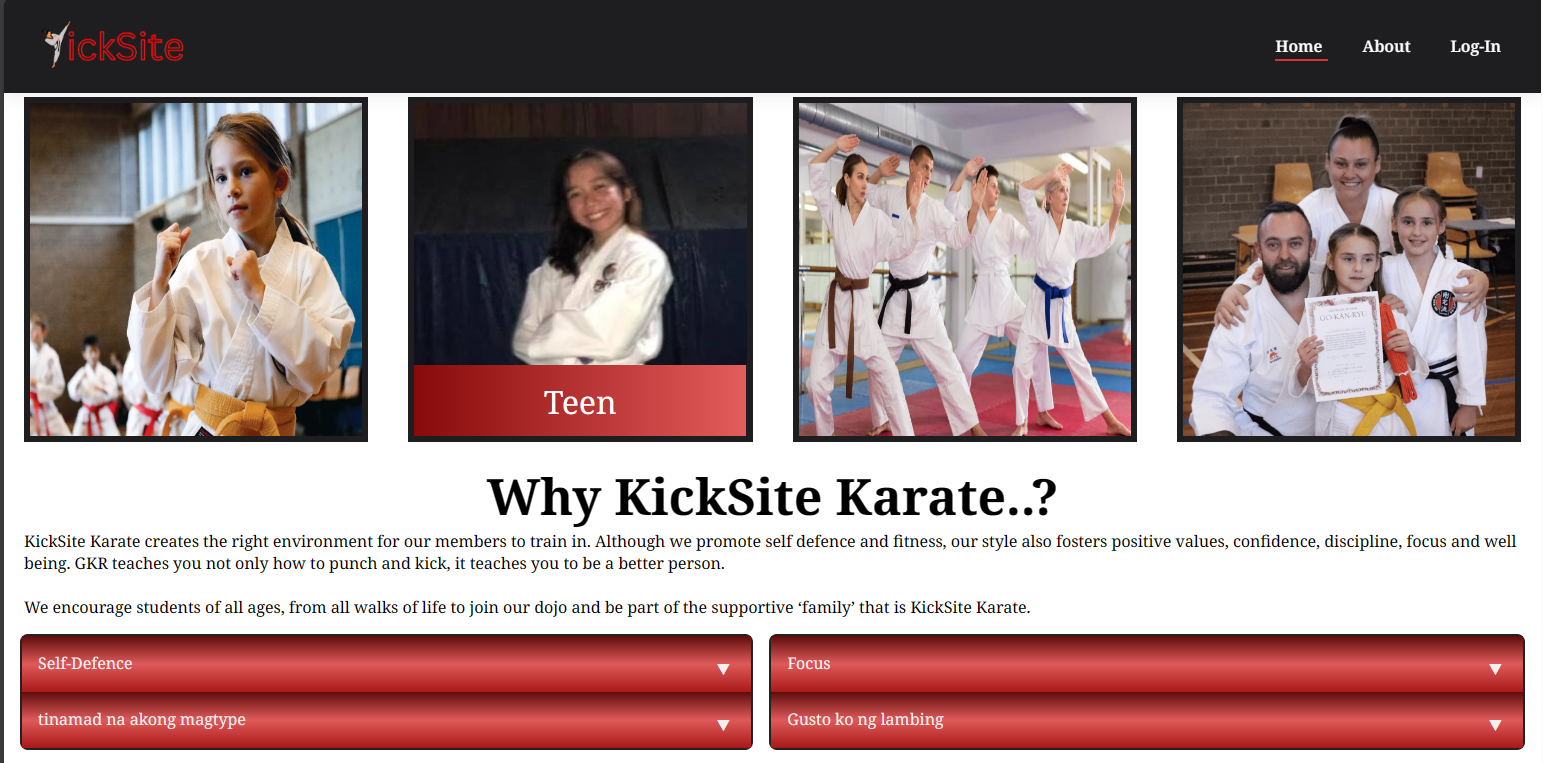 ickSite
Home About Log-In
GO-KAN-RYU
Teen
Why KickSite Karate..?
KickSite Karate creates the right environment for our members to train in. Although we promote self defence and fitness, our style also fosters positive values, confidence, discipline, focus and well
being. GKR teaches you not only how to punch and kick, it teaches you to be a better person.
We encourage students of all ages, from all walks of life to join our dojo and be part of the supportive ‘family’ that is KickSite Karate.
Self-Defence ▼ Focus ▼
tinamad na akong magtype ▼ Gusto ko ng lambing ▼